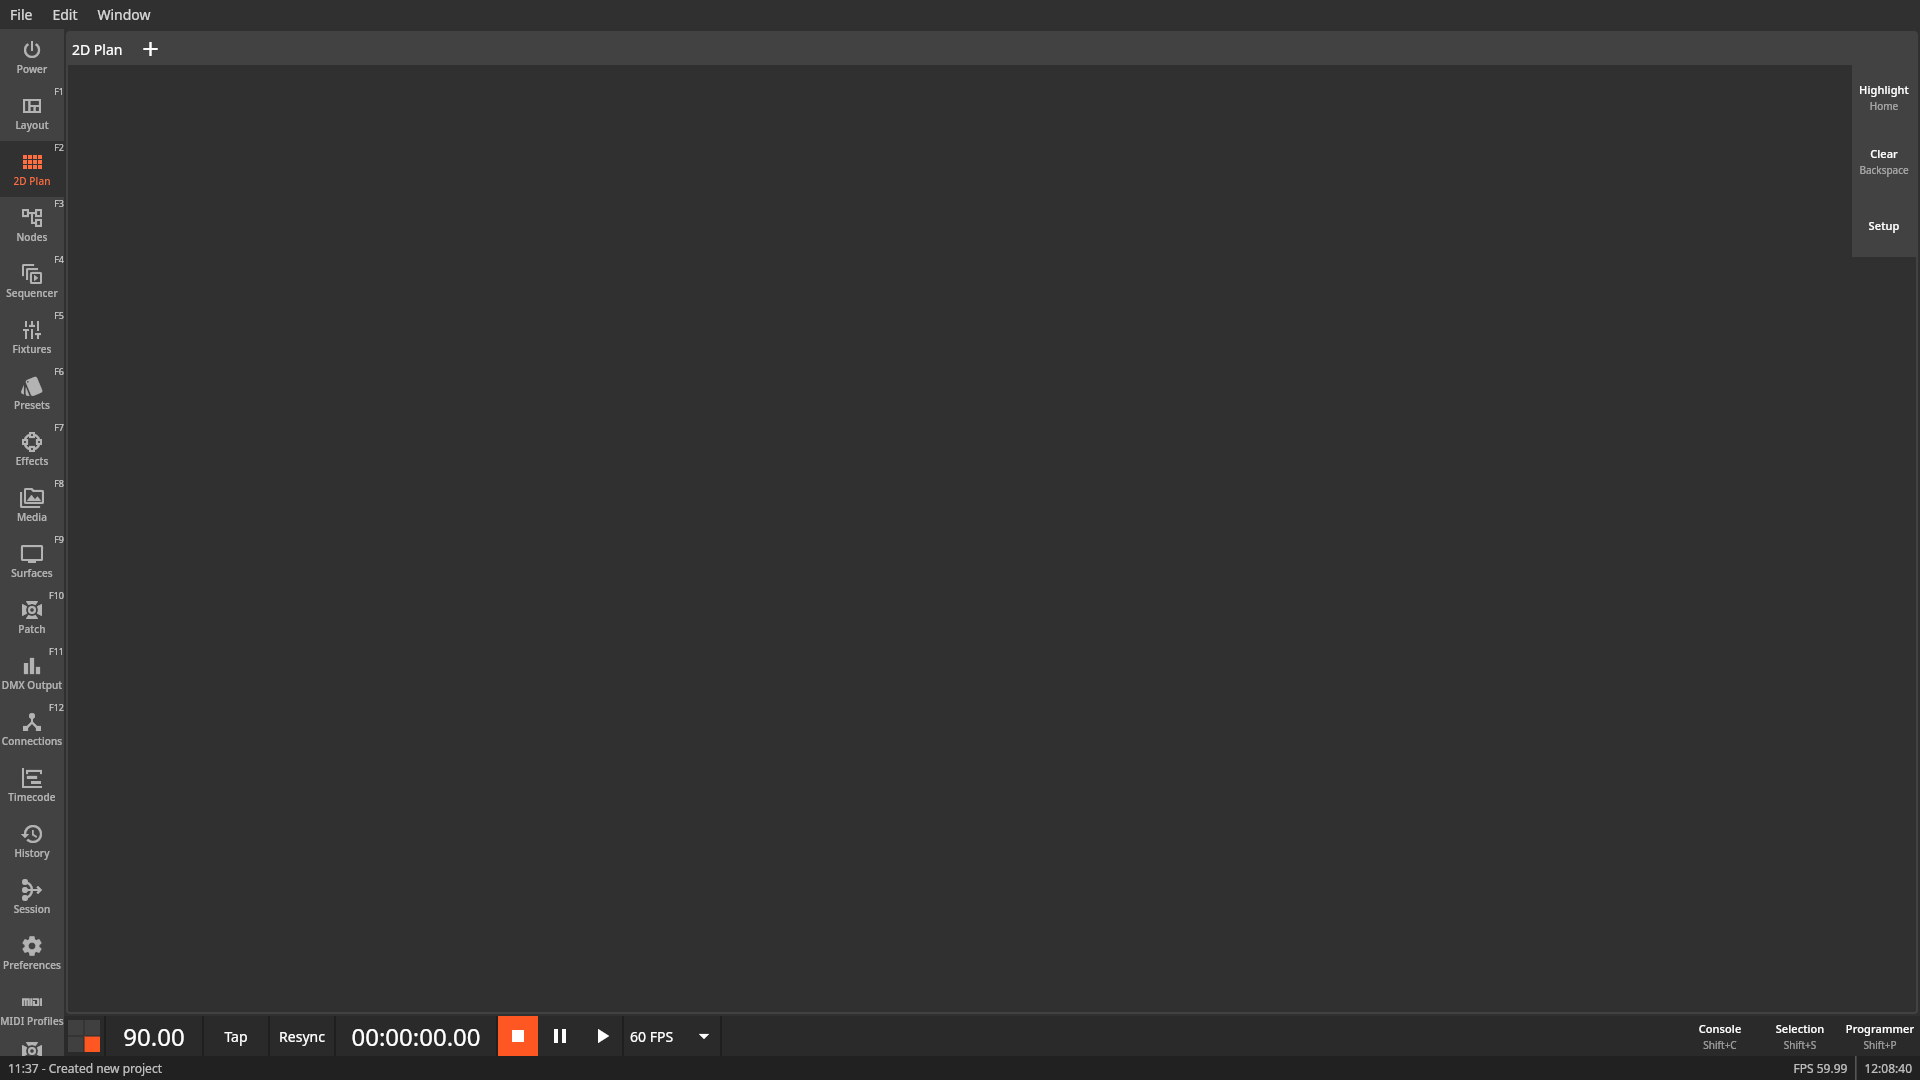 File Edit Window
2D Plan
Power
F1
Layout
F2
2D Plan
F3
Nodes
F4
Sequencer
F5
Fixtures
F6
Presets
F7
Effects
F8
Media
F9
Surfaces
F10
Patch
F11
DMX Output
F12
Connections
Timecode
History
Session
Preferences
MIDI
MIDI Profiles
Highlight
Home
Clear
Backspace
Setup
90.00 Tap Resync 00:00:00.00 60 FPS
Console Selection Programmer
Shift+C Shift+S Shift+P
11:37 - Created new project
FPS 59.99 12:08:40